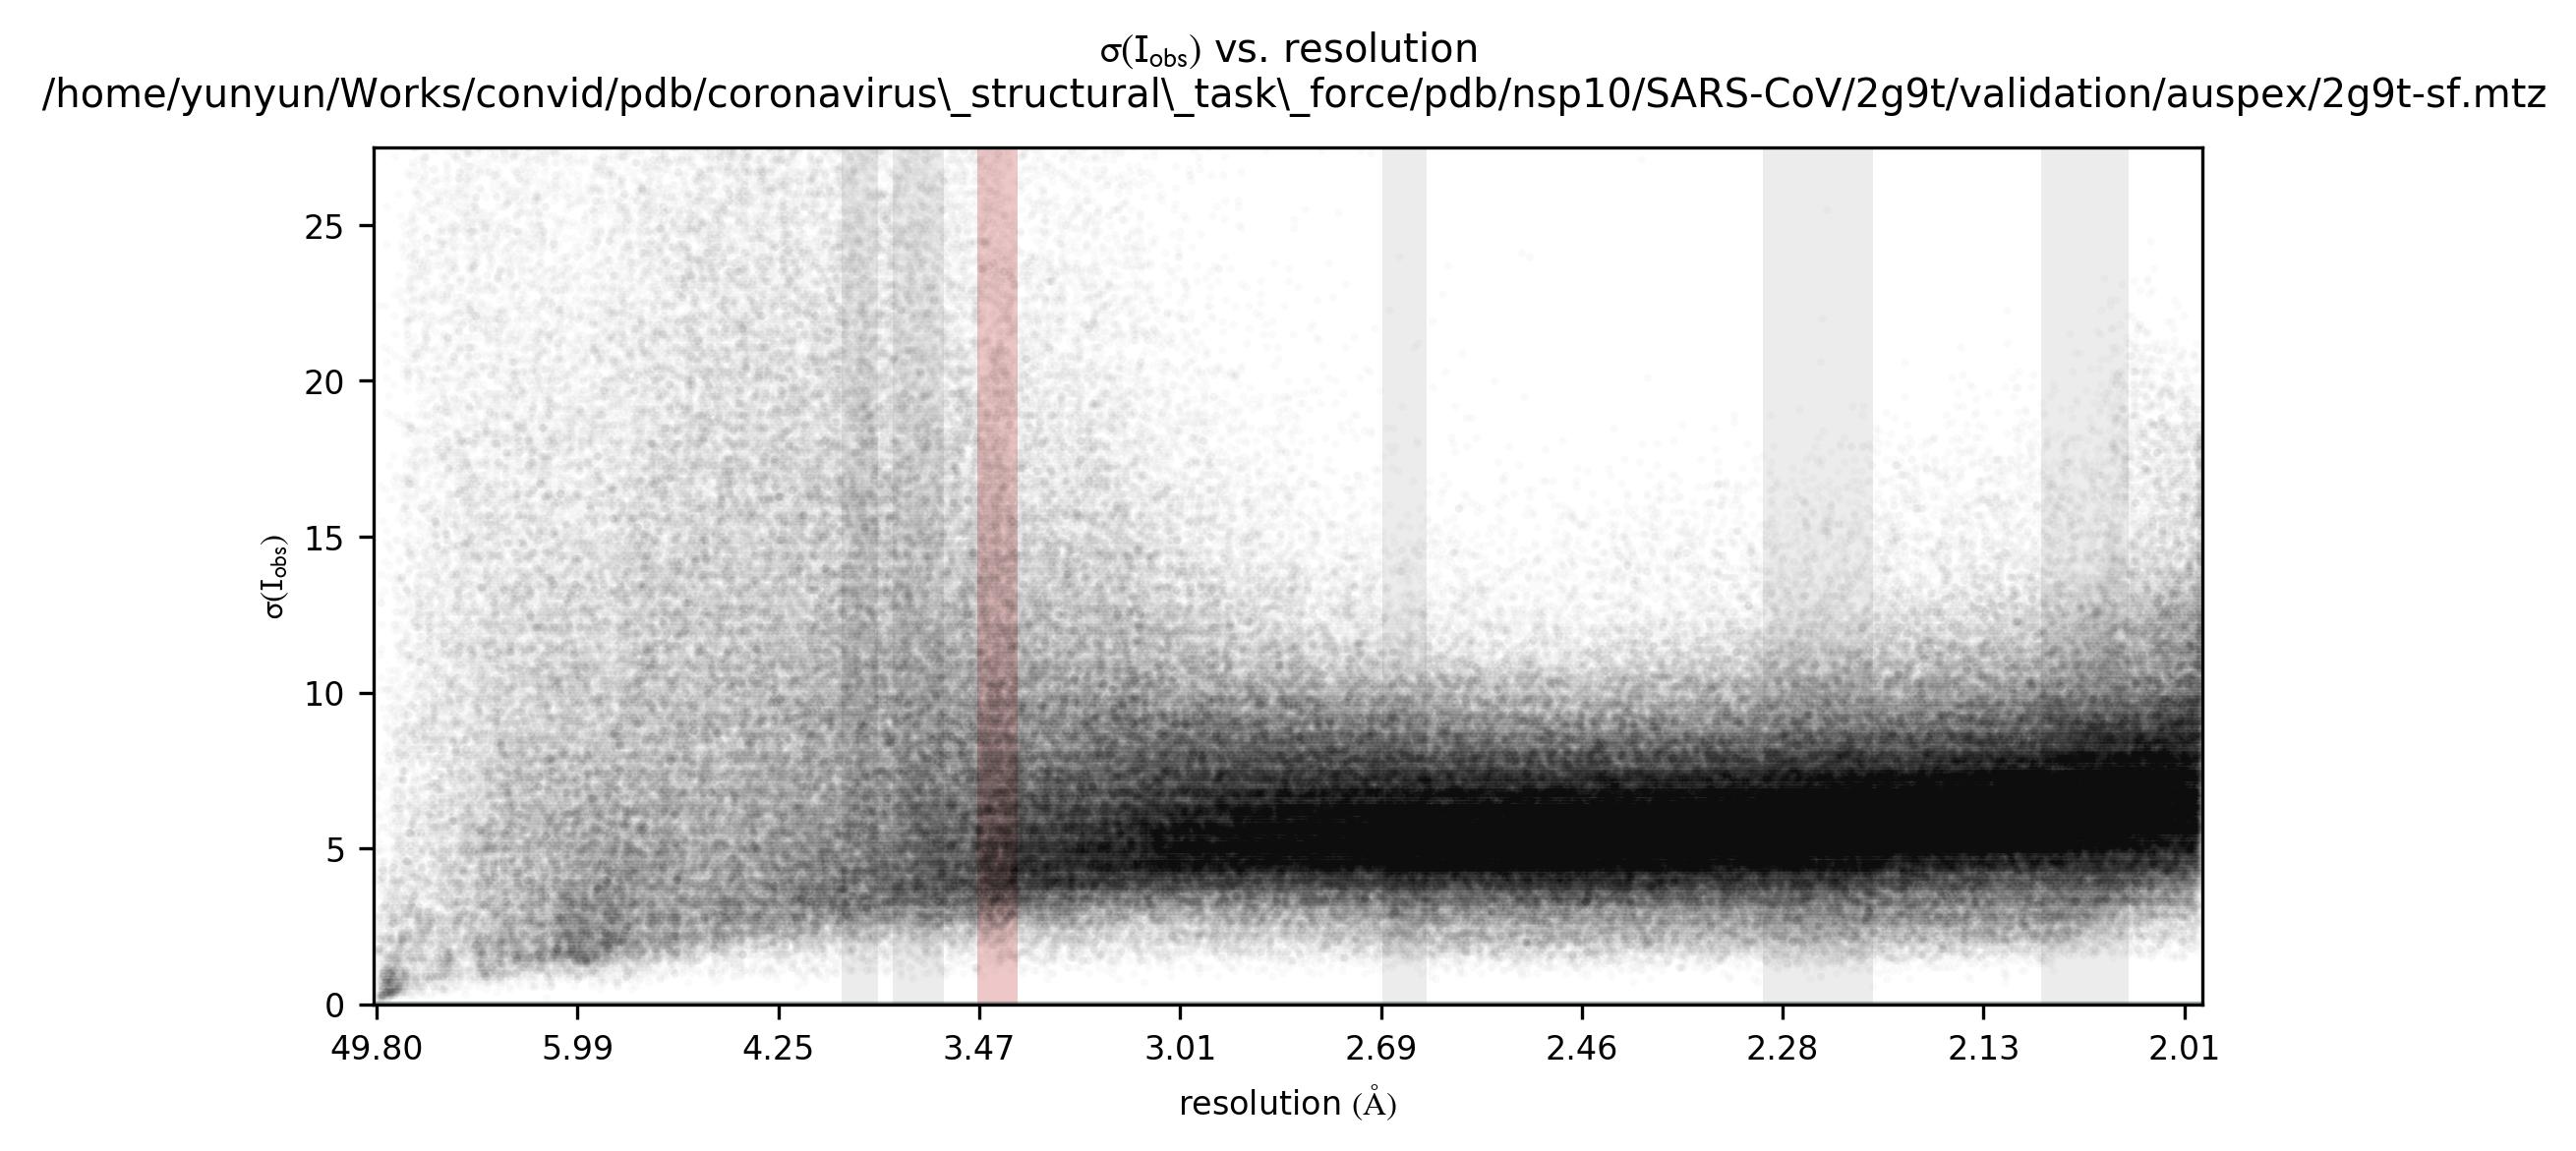 σ(Iobs) vs. resolution
/home/yunyun/Works/convid/pdb/coronavirus\_structural\_task\_force/pdb/nsp10/SARS-CoV/2g9t/validation/auspex/2g9t-sf.mtz
25
20
15
10
5
0
σ(Iobs)
49.80 5.99 4.25 3.47 3.01 2.69 2.46 2.28 2.13 2.01
resolution (Å)